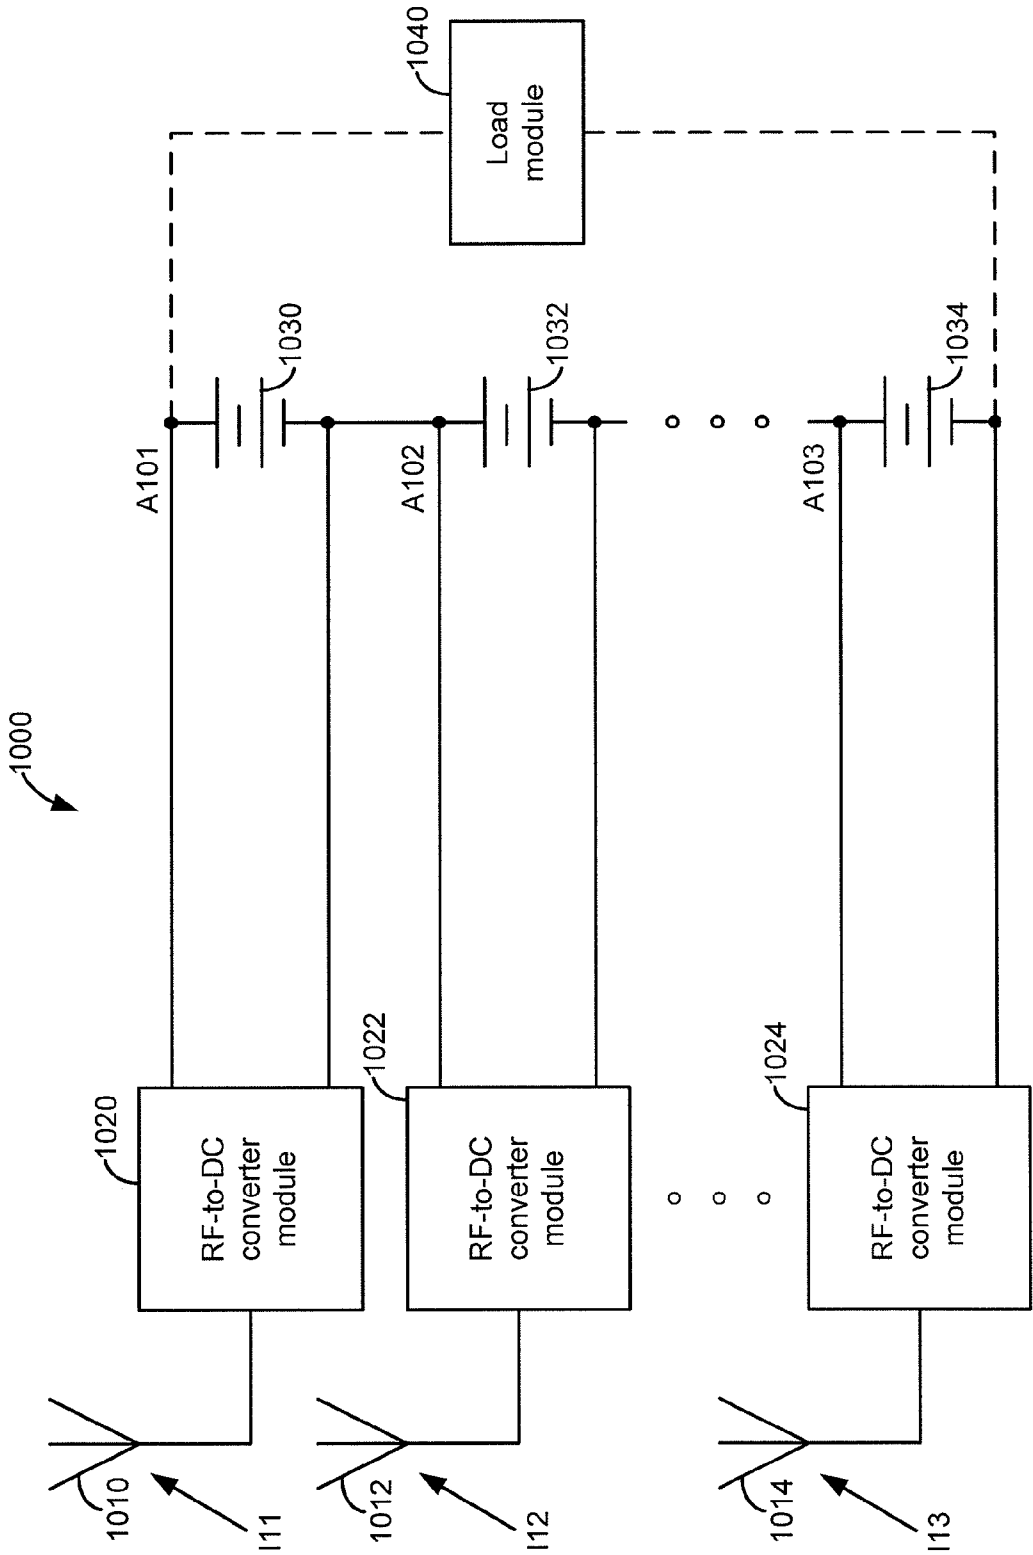 1000
1010
I11
1020
RF-to-DC
converter
module
A101
1030
1012
I12
1022
RF-to-DC
converter
module
A102
1032
1040
Load
module
1014
I13
1024
RF-to-DC
converter
module
A103
1034